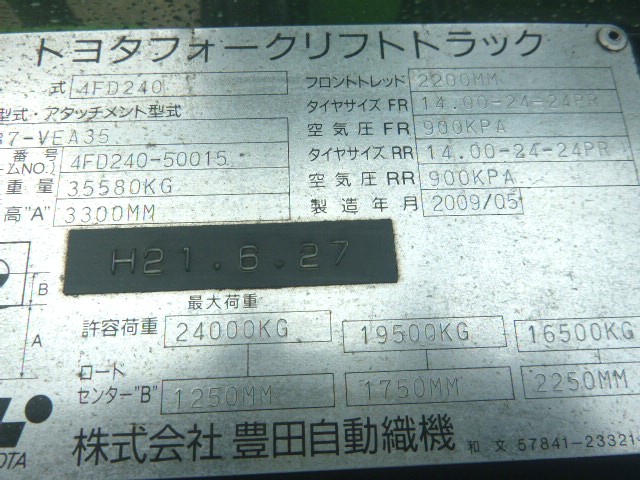 トヨタフォークリフトトラック
式 4FD240 フロントトレッド 2200MM
型式・アタッチメント型式 タイヤサイズ FR 14.00-24-24PR
7-VEA35 空気圧 FR 900KPA
番号 ームNO.) 4FD240-50015 タイヤサイズ RR 14.00-24-24PR
重量 35580KG 空気圧 RR 900KPA
高"A" 3300MM 製造年月 2009/05
H21.6.27
B
A
最大荷重
許容荷重 24000KG 19500KG 16500KG
ロード
センター"B" 1250MM 1750MM 2250MM
株式会社 豊田自動織機 和文 57841-23321-
OTA